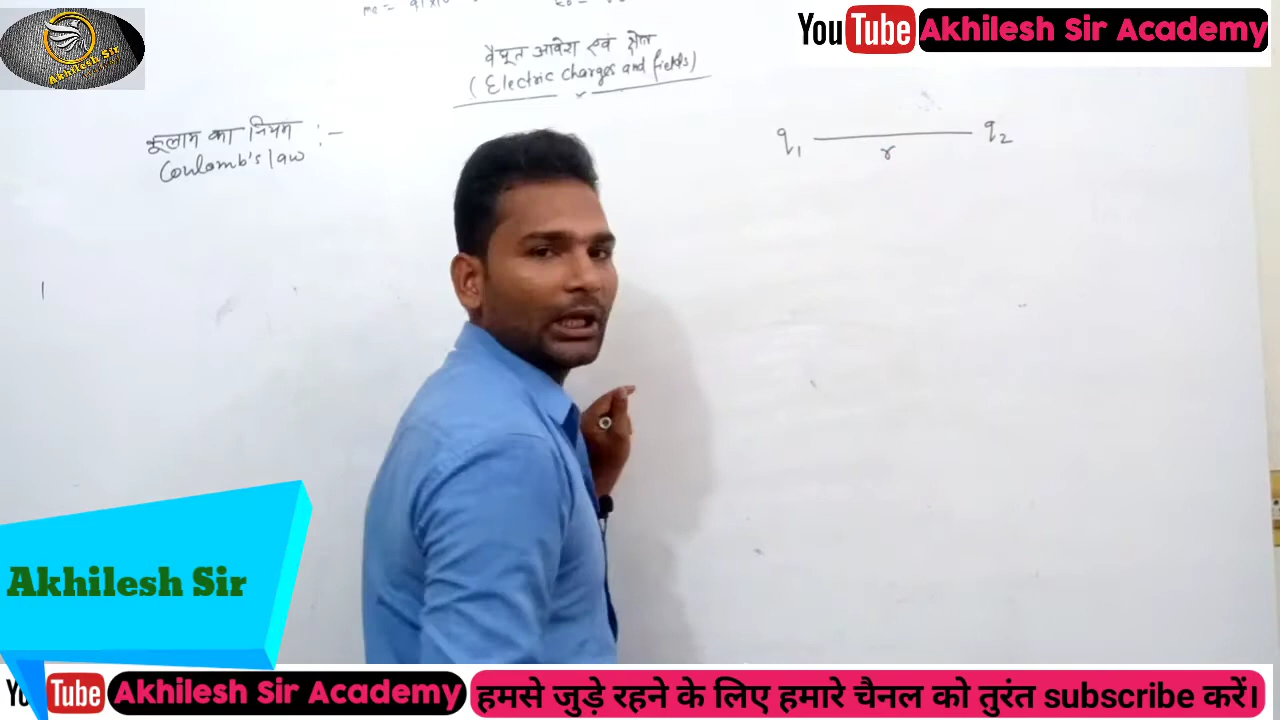 Akhilesh Sir
YouTube Akhilesh Sir Academy
वैद्युत आवेश एवं क्षेत्र
(Electric charges and fields)
कूलाम का नियम :-
Coulomb's law
q1 q2
r
Akhilesh Sir
YouTube Akhilesh Sir Academy हमसे जुड़े रहने के लिए हमारे चैनल को तुरंत subscribe करें।